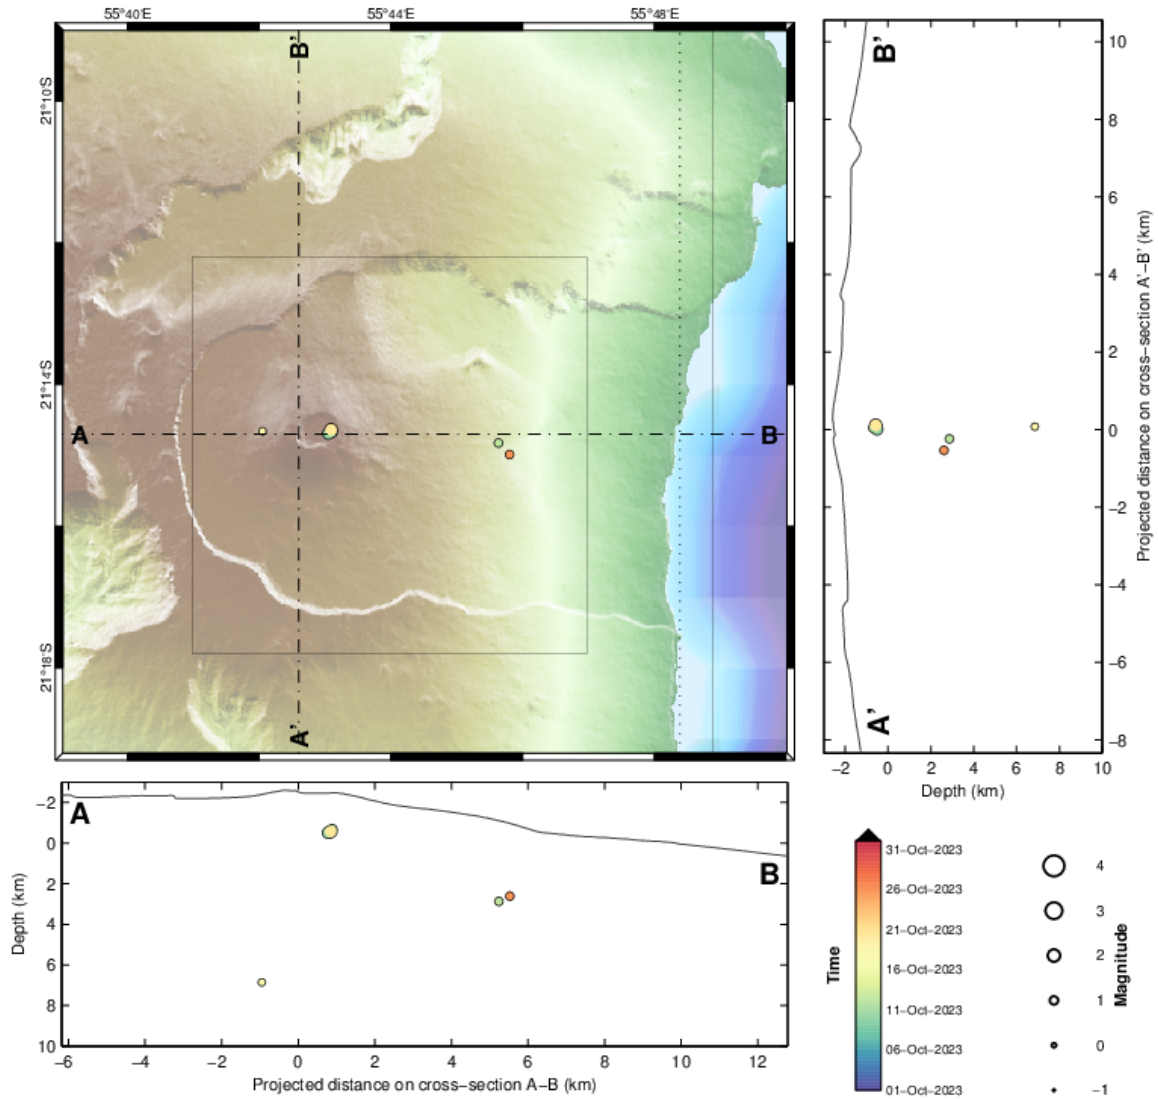 55°40'E 55°44'E 55°48'E
21°10'S
21°14'S
21°18'S
B'
A
B
A'
B'
A'
10
8
6
4
2
0
−2
−4
−6
−8
Projected distance on cross−section A'−B' (km)
−2 0 2 4 6 8 10
Depth (km)
A
B
−2
0
2
4
6
8
10
Depth (km)
−6 −4 −2 0 2 4 6 8 10 12
Projected distance on cross−section A−B (km)
Time
31−Oct−2023
26−Oct−2023
21−Oct−2023
16−Oct−2023
11−Oct−2023
06−Oct−2023
01−Oct−2023
4
3
2
1
0
−1
Magnitude